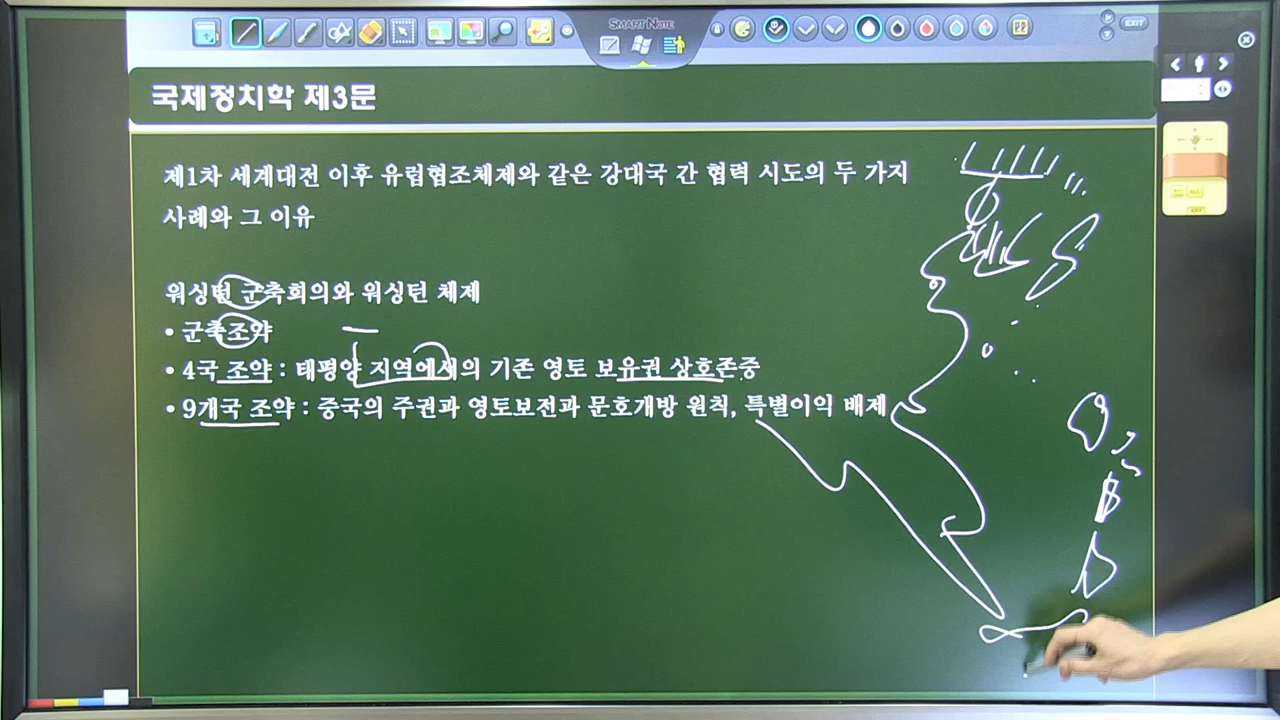 SMART NOTE
EXIT
국제정치학 제3문
제1차 세계대전 이후 유럽협조체제와 같은 강대국 간 협력 시도의 두 가지
사례와 그 이유
워싱턴 군축회의와 워싱턴 체제
• 군축조약
• 4국 조약 : 태평양 지역에서의 기존 영토 보유권 상호존중
• 9개국 조약 : 중국의 주권과 영토보전과 문호개방 원칙, 특별이익 배제